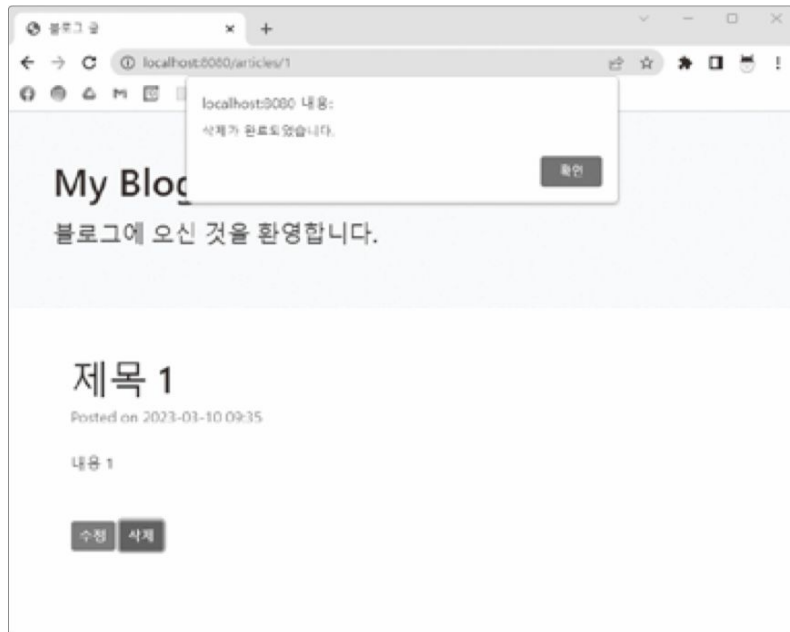 블로그 글
localhost:8080/articles/1
localhost:8080 내용:
삭제가 완료되었습니다.
확인
My Blog
블로그에 오신 것을 환영합니다.
제목 1
Posted on 2023-03-10 09:35
내용 1
수정 삭제